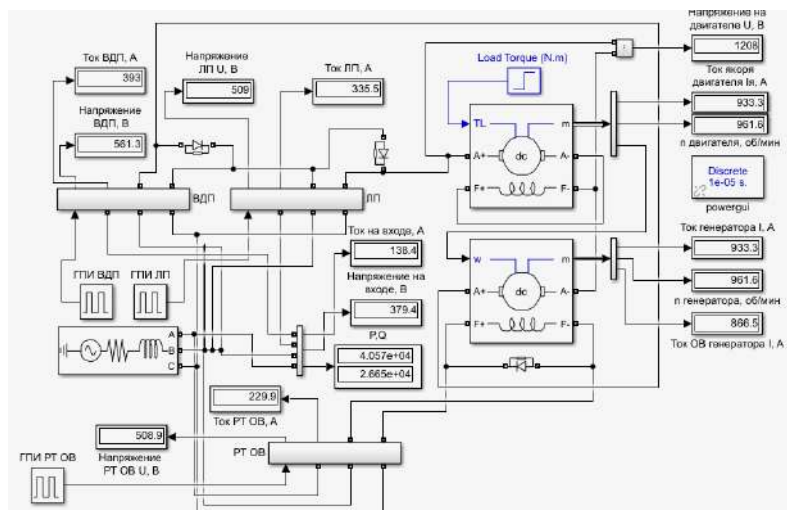 Напряжение на
двигателе U, В
1208
Ток ВДП, А
393
Напряжение
ЛП U, В
509
Ток ЛП, А
335.5
Load Torque (N.m)
Ток якоря
двигателя Iя, А
933.3
961.6
n двигателя, об/мин
Напряжение
ВДП, В
561.3
TL
m
A+
dc
A-
F+
F-
Discrete
1e-05 s.
powergui
ВДП
ЛП
Ток на входе, А
138.4
Ток генератора I, А
933.3
ГПИ ВДП
ГПИ ЛП
Напряжение на
входе, В
379.4
w
m
A+
dc
A-
F+
F-
961.6
n генератора, об/мин
866.5
Ток ОВ генератора I, А
A
B
C
P,Q
4.057e+04
2.665e+04
229.9
Ток РТ ОВ, А
508.9
Напряжение
РТ ОВ U, В
РТ ОВ
ГПИ РТ ОВ